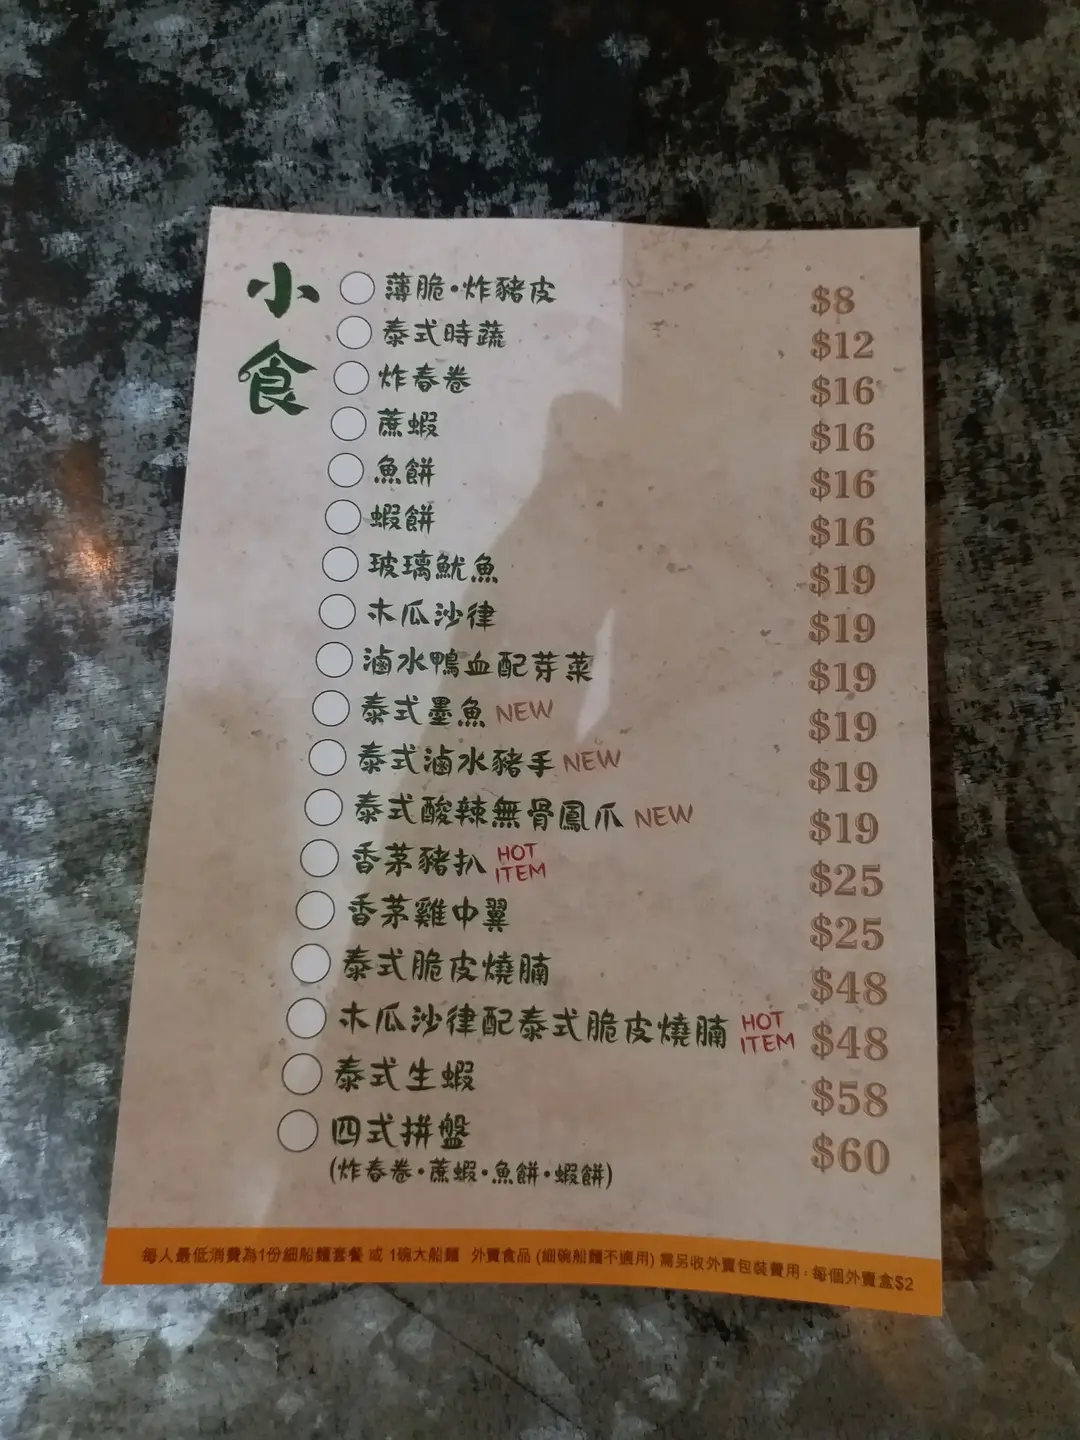 小食
薄脆·炸豬皮 $8
泰式時蔬 $12
炸春卷 $16
蔗蝦 $16
魚餅 $16
蝦餅 $16
玻璃魷魚 $19
木瓜沙律 $19
滷水鴨血配芽菜 $19
泰式墨魚 NEW $19
泰式滷水豬手 NEW $19
泰式酸辣無骨鳳爪 NEW $19
香茅豬扒 HOT ITEM $25
香茅雞中翼 $25
泰式脆皮燒腩 $48
木瓜沙律配泰式脆皮燒腩 HOT ITEM $48
泰式生蝦 $58
四式拼盤 $60
(炸春卷·蔗蝦·魚餅·蝦餅)
每人最低消費為1份細船麵套餐 或 1碗大船麵 外賣食品 (細碗船麵不適用) 需另收外賣包裝費用：每個外賣盒$2